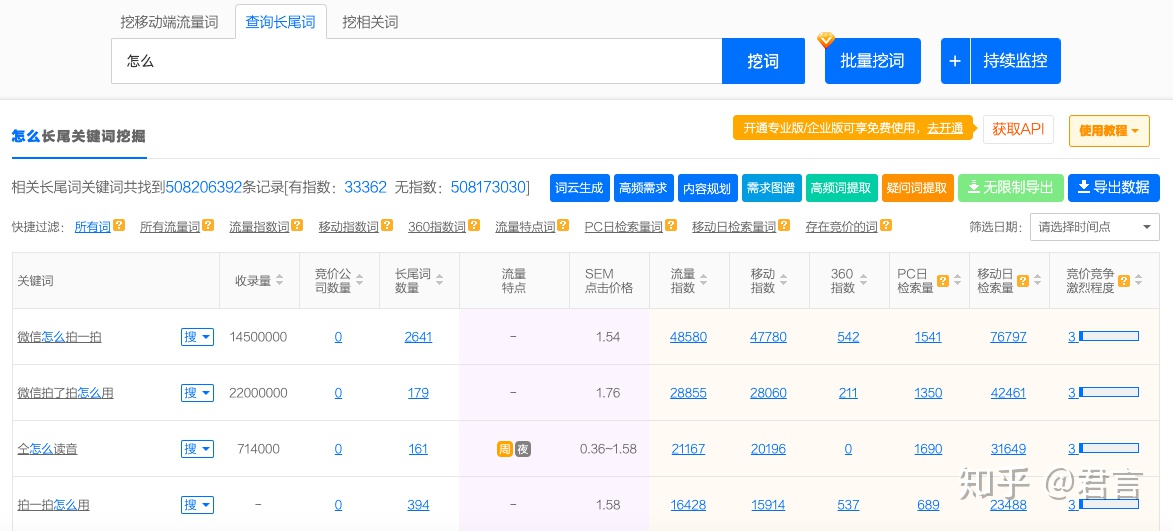 挖移动端流量词 查询长尾词 挖相关词
怎么 挖词 批量挖词 + 持续监控
怎么长尾关键词挖掘 开通专业版/企业版可享免费使用，去开通 获取API 使用教程
相关长尾词关键词共找到508206392条记录[有指数：33362 无指数：508173030] 词云生成 高频需求 内容规划 需求图谱 高频词提取 疑问词提取 无限制导出 导出数据
快捷过滤： 所有词? 所有流量词? 流量指数词? 移动指数词? 360指数词? 流量特点词? PC日检索量词? 移动日检索量词? 存在竞价的词? 筛选日期： 请选择时间点
关键词 收录量 竞价公司数量 长尾词数量 流量特点 SEM点击价格 流量指数 移动指数 360指数 PC日检索量? 移动日检索量? 竞价竞争激烈程度?
微信怎么拍一拍 搜 14500000 0 2641 – 1.54 48580 47780 542 1541 76797 3
微信拍了拍怎么用 搜 22000000 0 179 – 1.76 28855 28060 211 1350 42461 3
仝怎么读音 搜 714000 0 161 周 夜 0.36~1.58 21167 20196 0 1690 31649 3
拍一拍怎么用 搜 – 0 394 – 1.58 16428 15914 537 689 23488 3
知乎 @君言